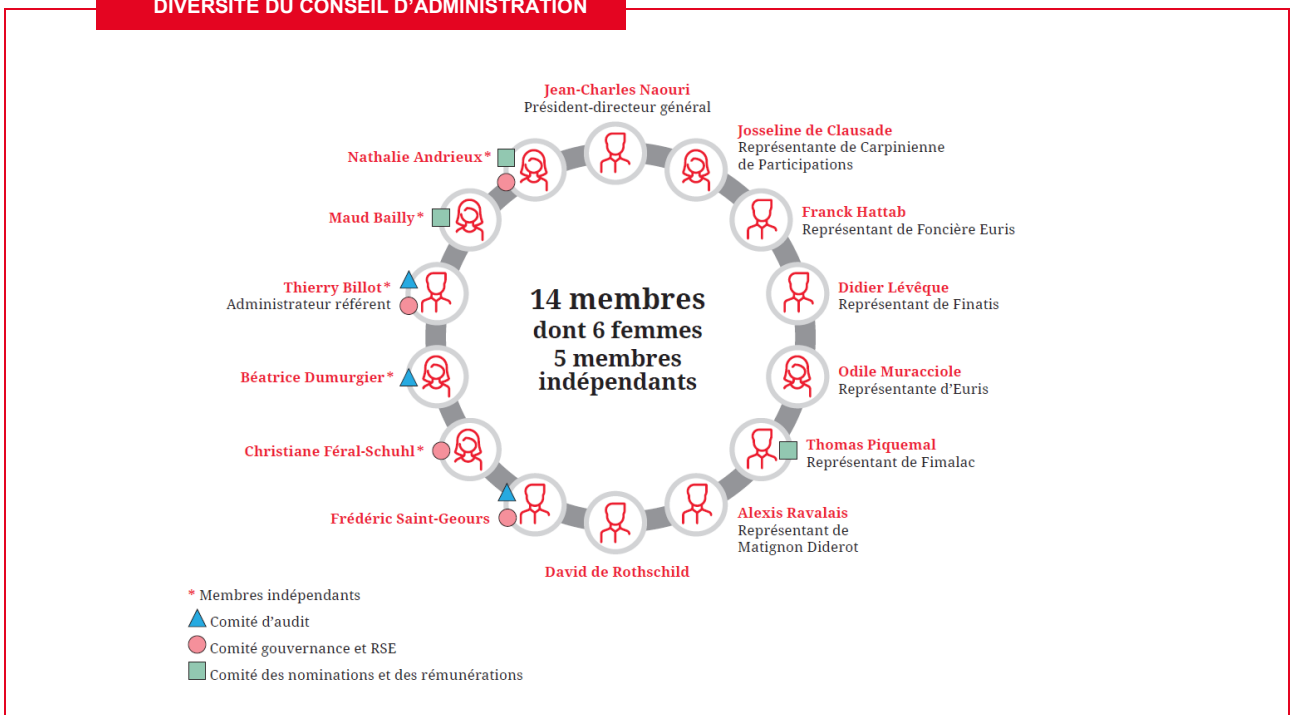 DIVERSITÉ DU CONSEIL D’ADMINISTRATION
Jean-Charles Naouri
Président-directeur général
Josseline de Clausade
Représentante de Carpinienne
de Participations
Nathalie Andrieux*
Maud Bailly*
Franck Hattab
Représentant de Foncière Euris
Thierry Billot*
Administrateur référent
Didier Lévêque
Représentant de Finatis
14 membres
dont 6 femmes
5 membres
indépendants
Béatrice Dumurgier*
Odile Muracciole
Représentante d’Euris
Christiane Féral-Schuhl*
Thomas Piquemal
Représentant de Fimalac
Frédéric Saint-Geours
Alexis Ravalais
Représentant de
Matignon Diderot
David de Rothschild
* Membres indépendants
Comité d’audit
Comité gouvernance et RSE
Comité des nominations et des rémunérations